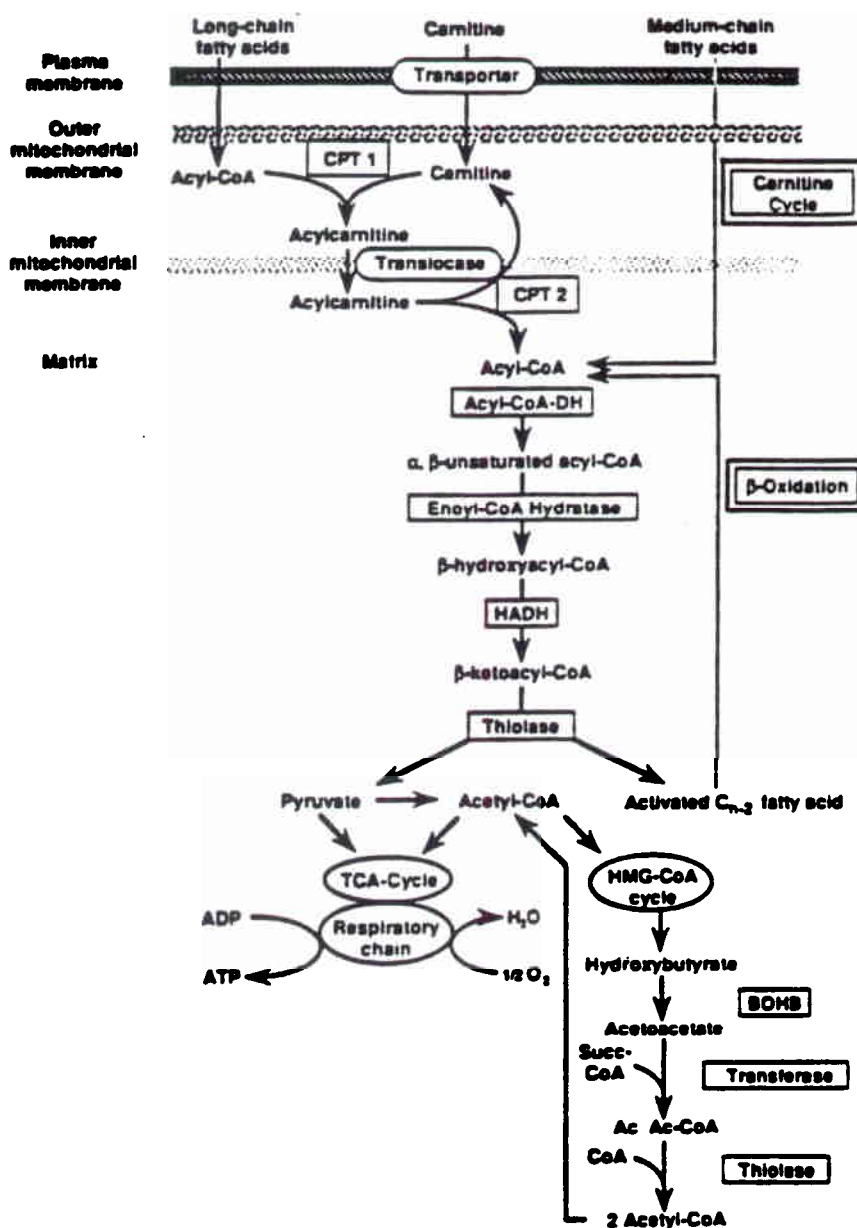 Long-chain
fatty acids
Carnitine
Medium-chain
fatty acids
Plasma
membrane
Transporter
Outer
mitochondrial
membrane
CPT 1
Acyl-CoA
Carnitine
Carnitine
Cycle
Acylcarnitine
Inner
mitochondrial
membrane
Translocase
Acylcarnitine
CPT 2
Matrix
Acyl-CoA
Acyl-CoA-DH
α, β-unsaturated acyl-CoA
β-Oxidation
Enoyl-CoA Hydratase
β-hydroxyacyl-CoA
HADH
β-ketoacyl-CoA
Thiolase
Pyruvate
Acetyl-CoA
Activated Cn-2 fatty acid
TCA-Cycle
HMG-CoA
cycle
ADP
Respiratory
chain
H2O
ATP
1/2 O2
Hydroxybutyrate
BOHB
Acetoacetate
Succ-
CoA
Transferase
Ac Ac-CoA
CoA
Thiolase
2 Acetyl-CoA